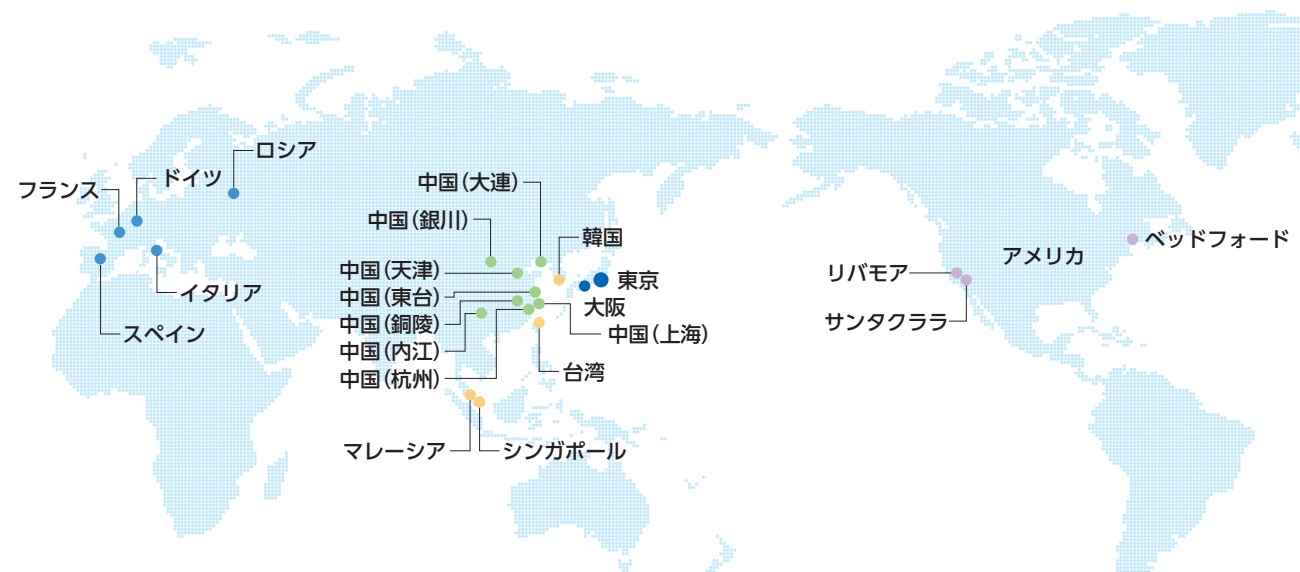 ロシア
ドイツ
フランス
イタリア
スペイン
中国(大連)
中国(銀川)
韓国
中国(天津)
東京
中国(東台)
大阪
中国(銅陵)
中国(上海)
中国(内江)
台湾
中国(杭州)
マレーシア
シンガポール
ベッドフォード
アメリカ
リバモア
サンタクララ